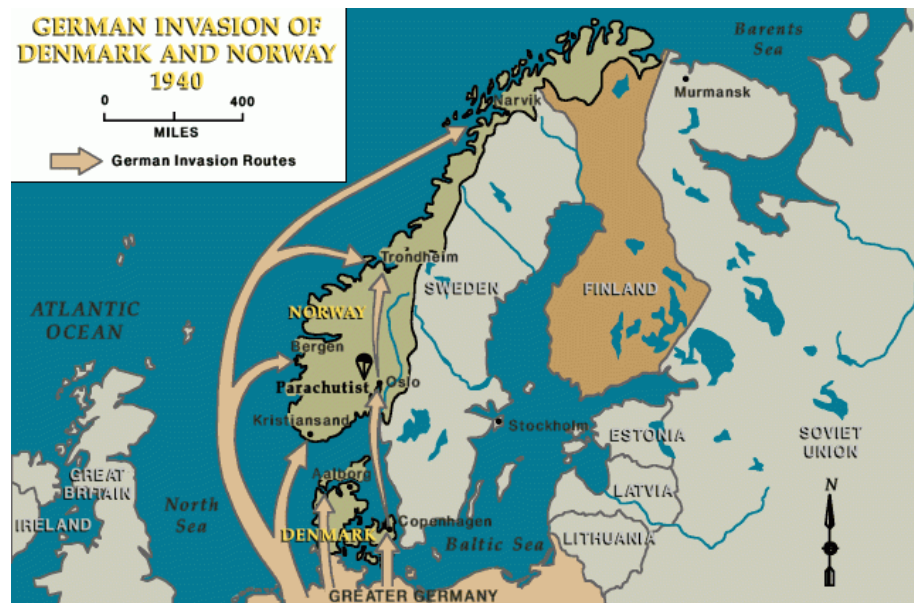 GERMAN INVASION OF
DENMARK AND NORWAY
1940
0 400
MILES
German Invasion Routes
Barents
Sea
Murmansk
Narvik
Trondheim
SWEDEN
FINLAND
ATLANTIC
OCEAN
NORWAY
Bergen
Parachutist
Oslo
Kristiansand
Stockholm
ESTONIA
SOVIET
UNION
Aalborg
GREAT
BRITAIN
LATVIA
North
Sea
N
IRELAND
Copenhagen
DENMARK
Baltic Sea
LITHUANIA
GREATER GERMANY